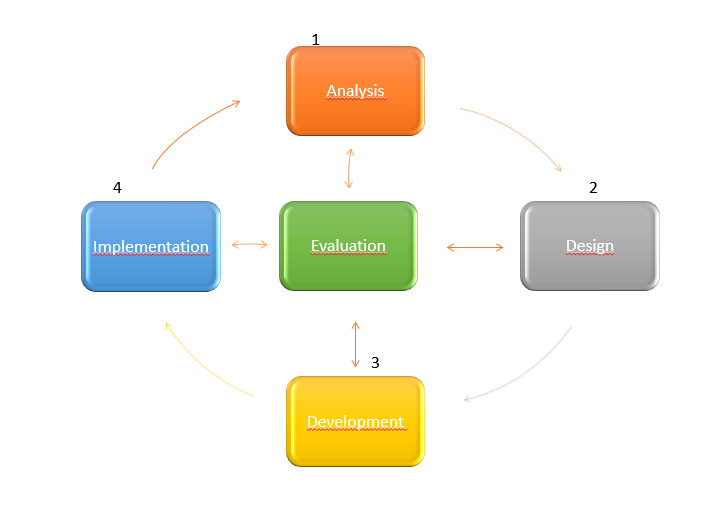 1
Analysis
4
2
Implementation
Evaluation
Design
3
Development